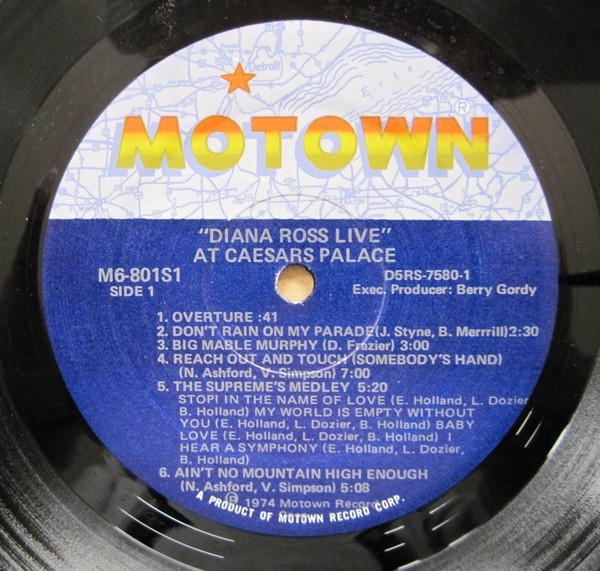 Detroit
Erie
MOTOWN ®
"DIANA ROSS LIVE"
AT CAESARS PALACE
M6-801S1
SIDE 1
D5RS-7580-1
Exec. Producer: Berry Gordy
1. OVERTURE :41
2. DON'T RAIN ON MY PARADE(J. Styne, B. Merrrill)2:30
3. BIG MABLE MURPHY (D. Frazier) 3:00
4. REACH OUT AND TOUCH (SOMEBODY'S HAND)
(N. Ashford, V. Simpson) 7:00
5. THE SUPREME'S MEDLEY 5:20
STOP! IN THE NAME OF LOVE (E. Holland, L. Dozier
B. Holland) MY WORLD IS EMPTY WITHOUT
YOU (E. Holland, L. Dozier, B. Holland) BABY
LOVE (E. Holland, L. Dozier, B. Holland) I
HEAR A SYMPHONY (E. Holland, L. Dozier,
B. Holland)
6. AIN'T NO MOUNTAIN HIGH ENOUGH
(N. Ashford, V. Simpson) 5:08
℗ 1974 Motown Record
A PRODUCT OF MOTOWN RECORD CORP.